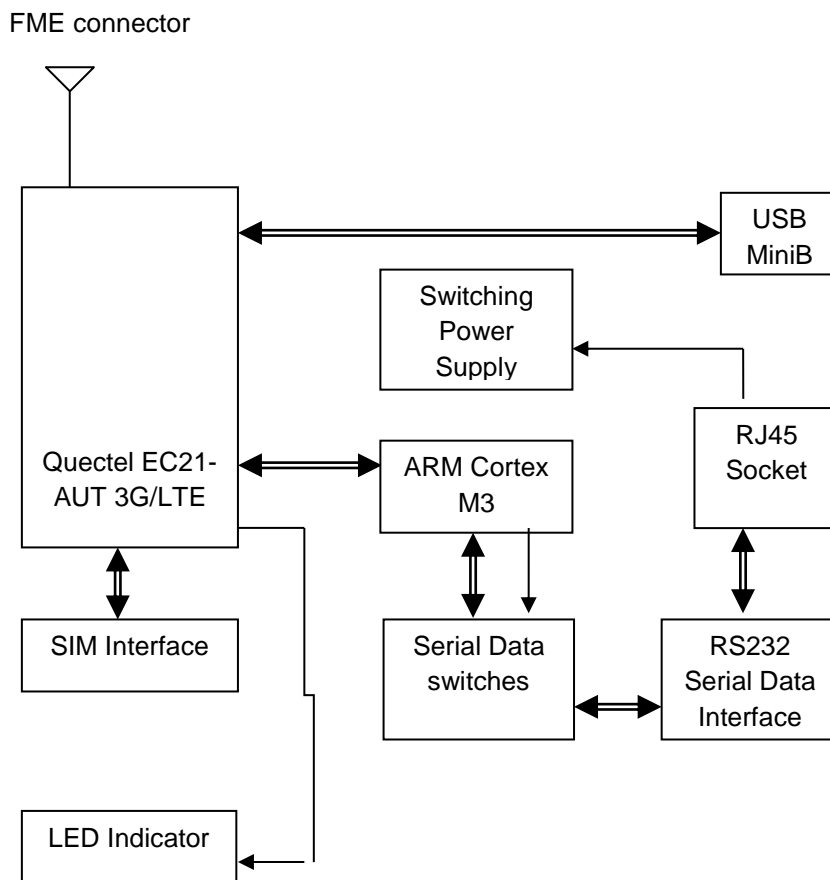 FME connector
USB
MiniB
Switching
Power
Supply
Quectel EC21-
AUT 3G/LTE
ARM Cortex
M3
RJ45
Socket
SIM Interface
Serial Data
switches
RS232
Serial Data
Interface
LED Indicator